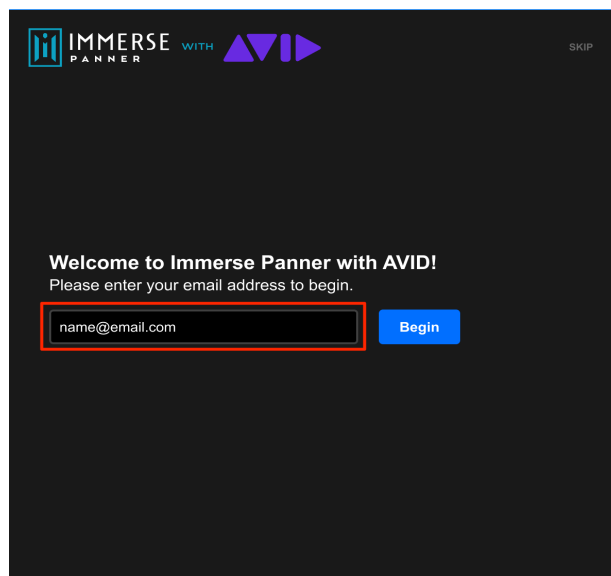 IMMERSE WITH AVID
PANNER
SKIP
Welcome to Immerse Panner with AVID!
Please enter your email address to begin.
name@email.com
Begin